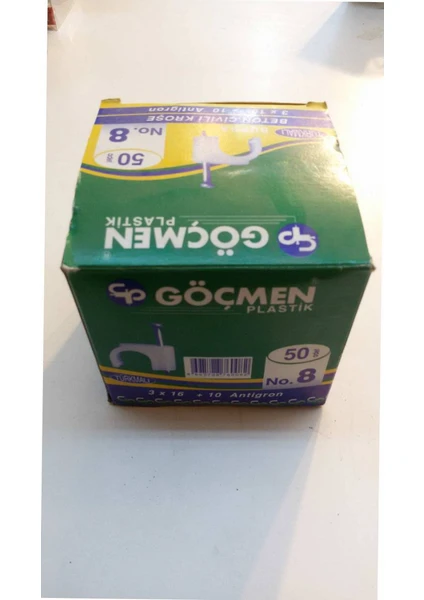 BETON ÇİVİLİ KROŞE
3 x 16 + 10 Antigron
TIRNAKLI
No. 8
50
GÖÇMEN
PLASTİK
GÖÇMEN
PLASTİK
50
No. 8
3 x 16 + 10 Antigron